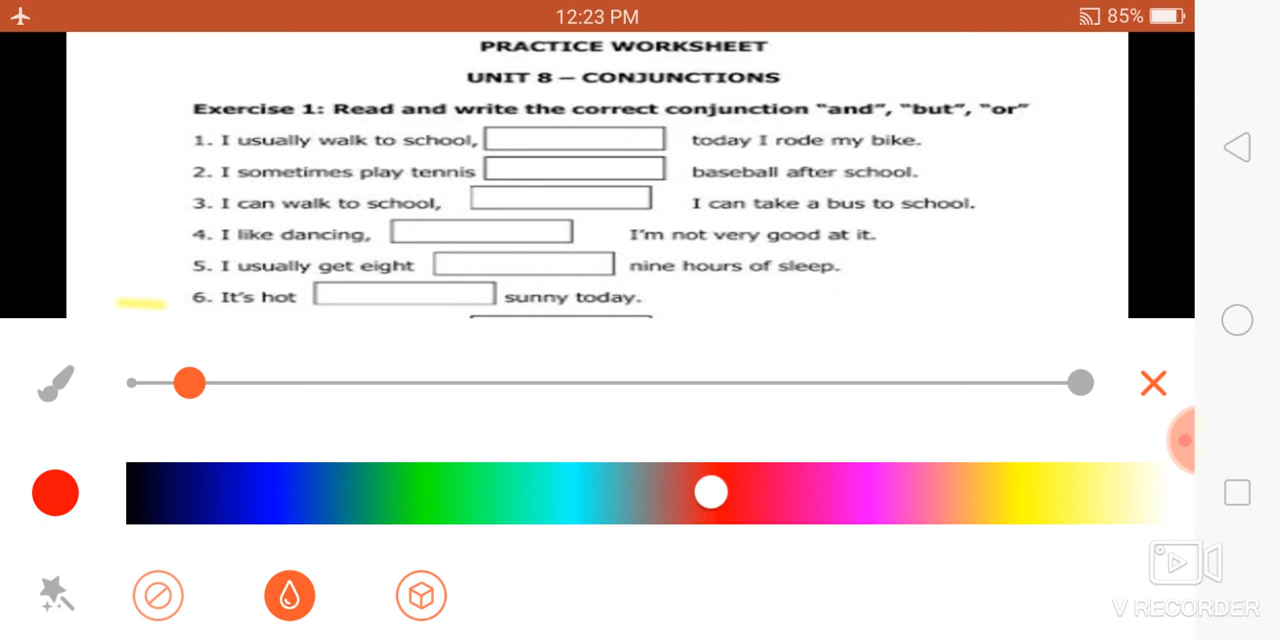 12:23 PM
85%
PRACTICE WORKSHEET
UNIT 8 – CONJUNCTIONS
Exercise 1: Read and write the correct conjunction “and”, “but”, “or”
1. I usually walk to school, today I rode my bike.
2. I sometimes play tennis baseball after school.
3. I can walk to school, I can take a bus to school.
4. I like dancing, I’m not very good at it.
5. I usually get eight nine hours of sleep.
6. It’s hot sunny today.
V RECORDER